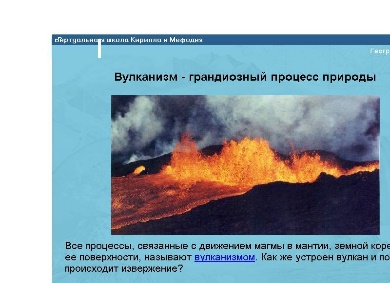 Виртуальная школа Кирилла и Мефодия
Геогр
Вулканизм - грандиозный процесс природы
Все процессы, связанные с движением магмы в мантии, земной коре
ее поверхности, называют вулканизмом. Как же устроен вулкан и по
происходит извержение?